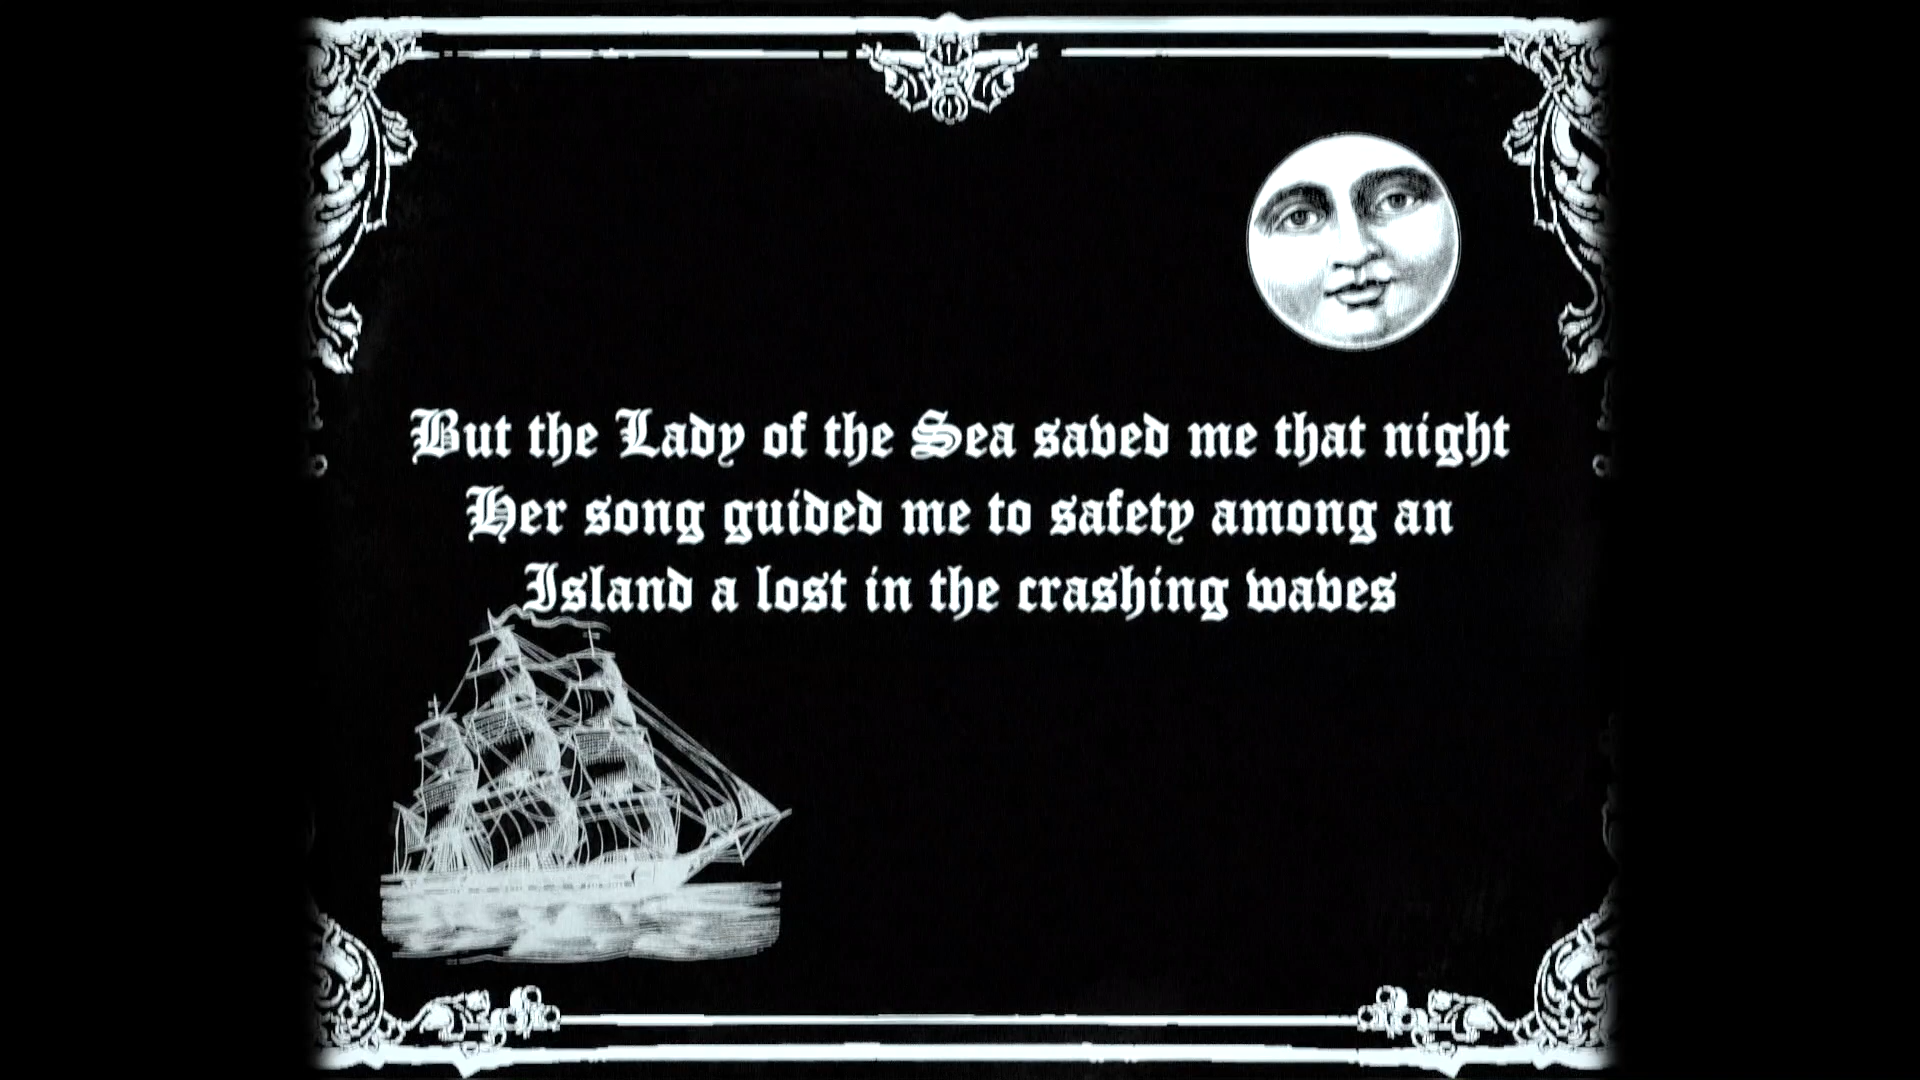 But the Lady of the Sea saved me that night
Her song guided me to safety among an
Island a lost in the crashing waves